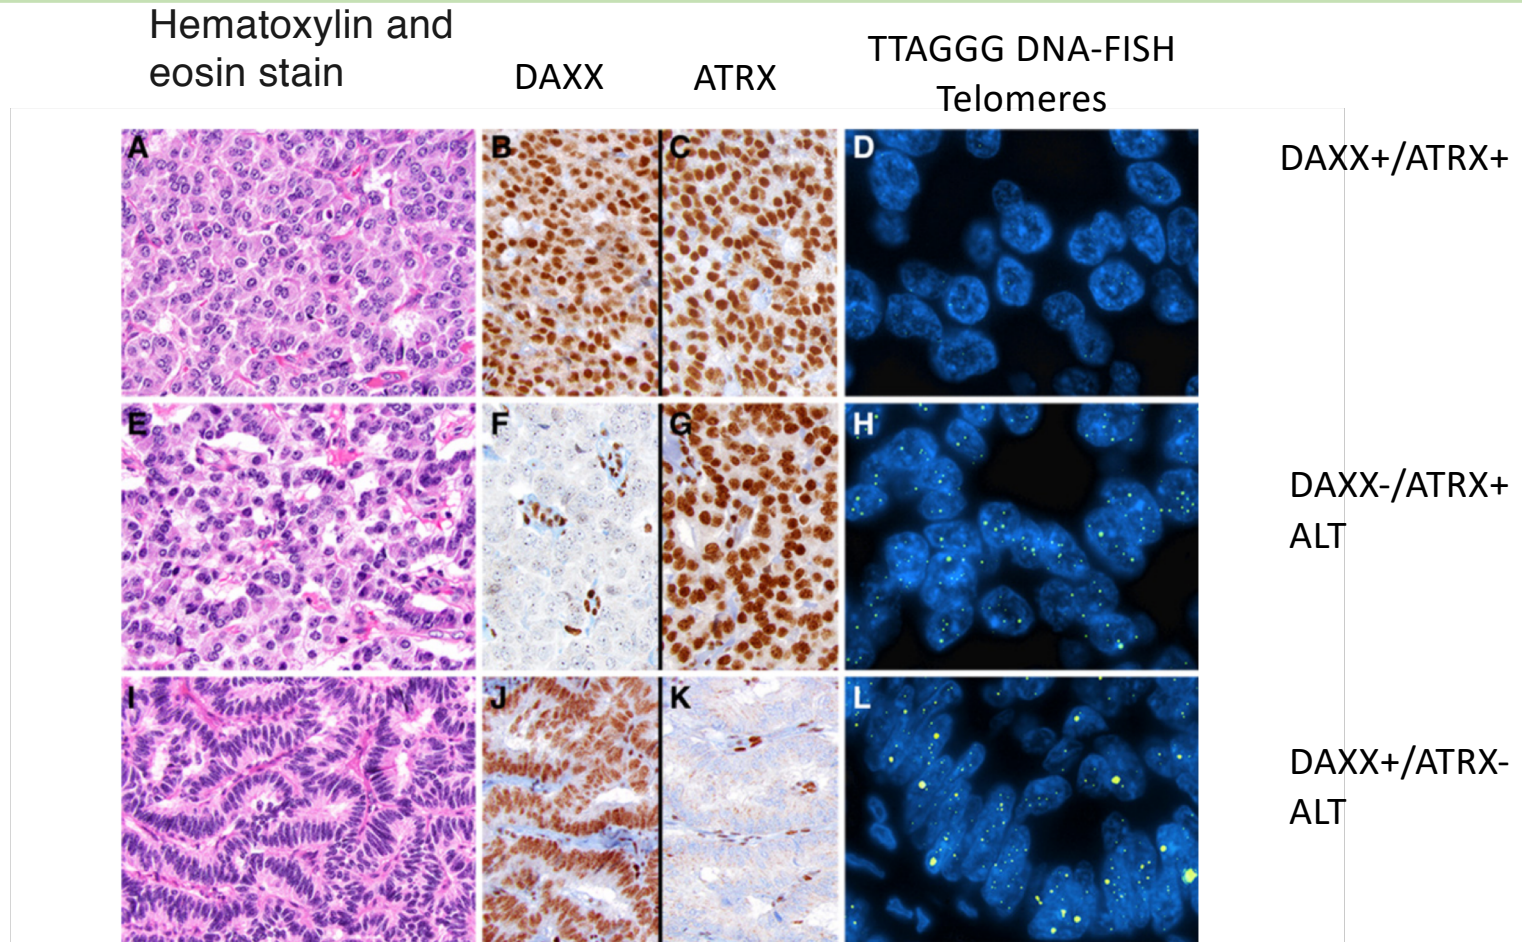 Hematoxylin and
eosin stain
DAXX
ATRX
TTAGGG DNA-FISH
Telomeres
A
B
C
D
DAXX+/ATRX+
E
F
G
H
DAXX-/ATRX+
ALT
I
J
K
L
DAXX+/ATRX-
ALT